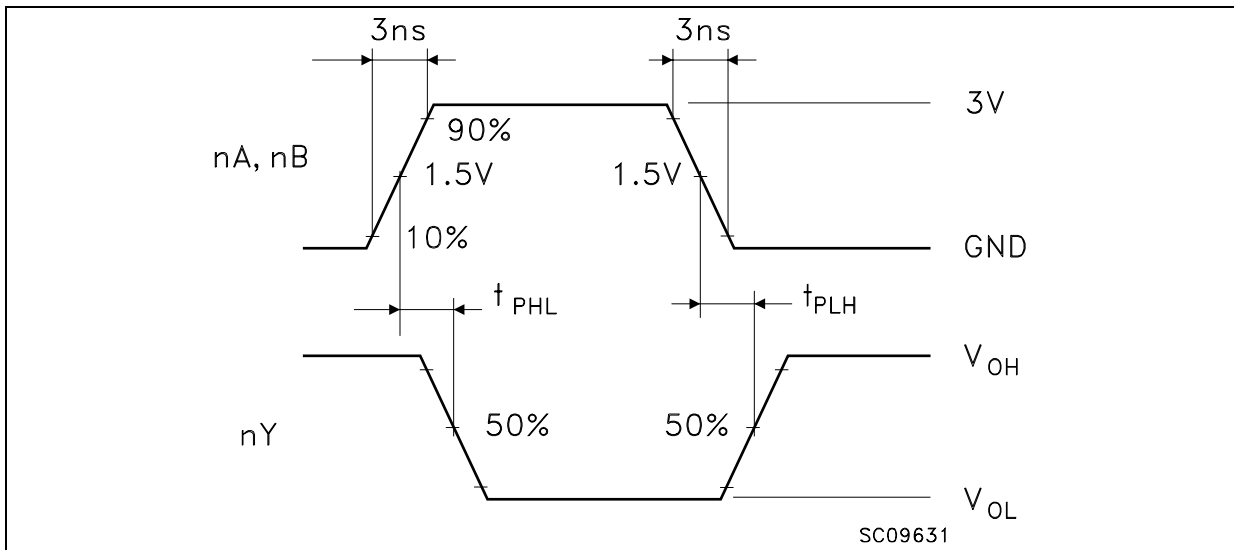 3ns 3ns
3V
90%
nA, nB
1.5V 1.5V
10%
GND
t PHL tPLH
VOH
50% 50%
nY
VOL
SC09631